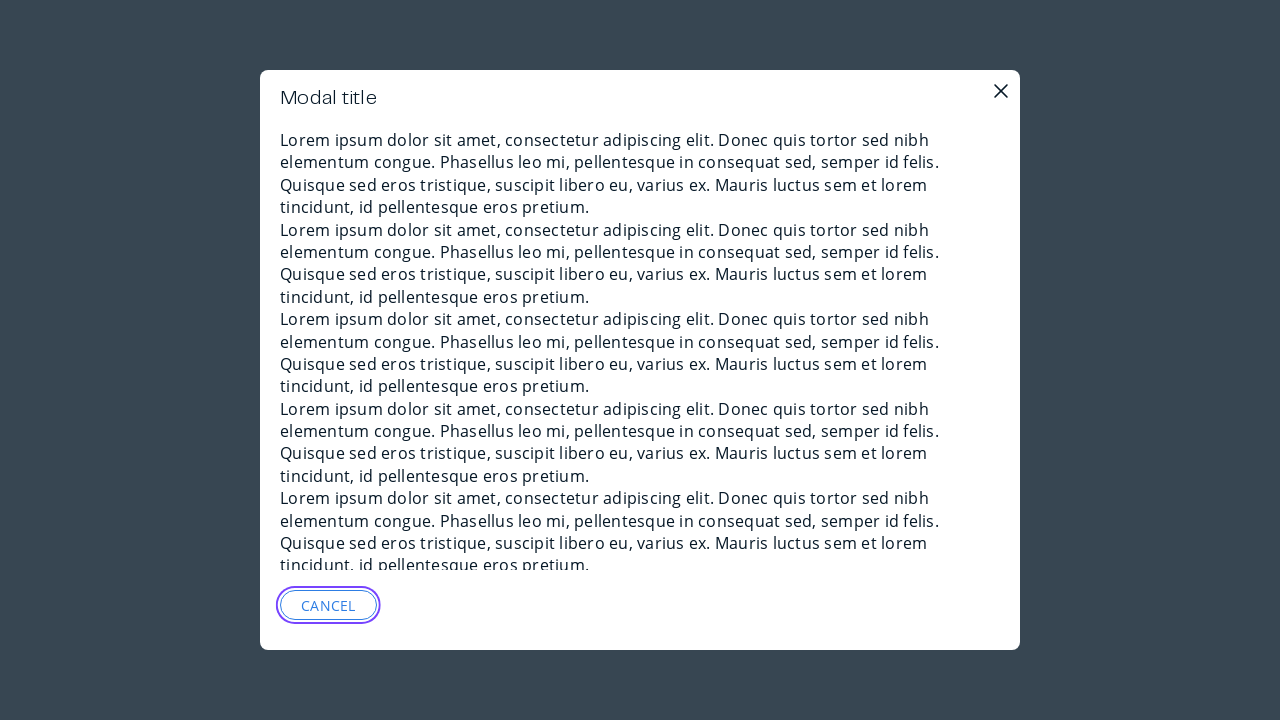 Modal title
Lorem ipsum dolor sit amet, consectetur adipiscing elit. Donec quis tortor sed nibh
elementum congue. Phasellus leo mi, pellentesque in consequat sed, semper id felis.
Quisque sed eros tristique, suscipit libero eu, varius ex. Mauris luctus sem et lorem
tincidunt, id pellentesque eros pretium.
Lorem ipsum dolor sit amet, consectetur adipiscing elit. Donec quis tortor sed nibh
elementum congue. Phasellus leo mi, pellentesque in consequat sed, semper id felis.
Quisque sed eros tristique, suscipit libero eu, varius ex. Mauris luctus sem et lorem
tincidunt, id pellentesque eros pretium.
Lorem ipsum dolor sit amet, consectetur adipiscing elit. Donec quis tortor sed nibh
elementum congue. Phasellus leo mi, pellentesque in consequat sed, semper id felis.
Quisque sed eros tristique, suscipit libero eu, varius ex. Mauris luctus sem et lorem
tincidunt, id pellentesque eros pretium.
Lorem ipsum dolor sit amet, consectetur adipiscing elit. Donec quis tortor sed nibh
elementum congue. Phasellus leo mi, pellentesque in consequat sed, semper id felis.
Quisque sed eros tristique, suscipit libero eu, varius ex. Mauris luctus sem et lorem
tincidunt, id pellentesque eros pretium.
Lorem ipsum dolor sit amet, consectetur adipiscing elit. Donec quis tortor sed nibh
elementum congue. Phasellus leo mi, pellentesque in consequat sed, semper id felis.
Quisque sed eros tristique, suscipit libero eu, varius ex. Mauris luctus sem et lorem
tincidunt, id pellentesque eros pretium.
CANCEL